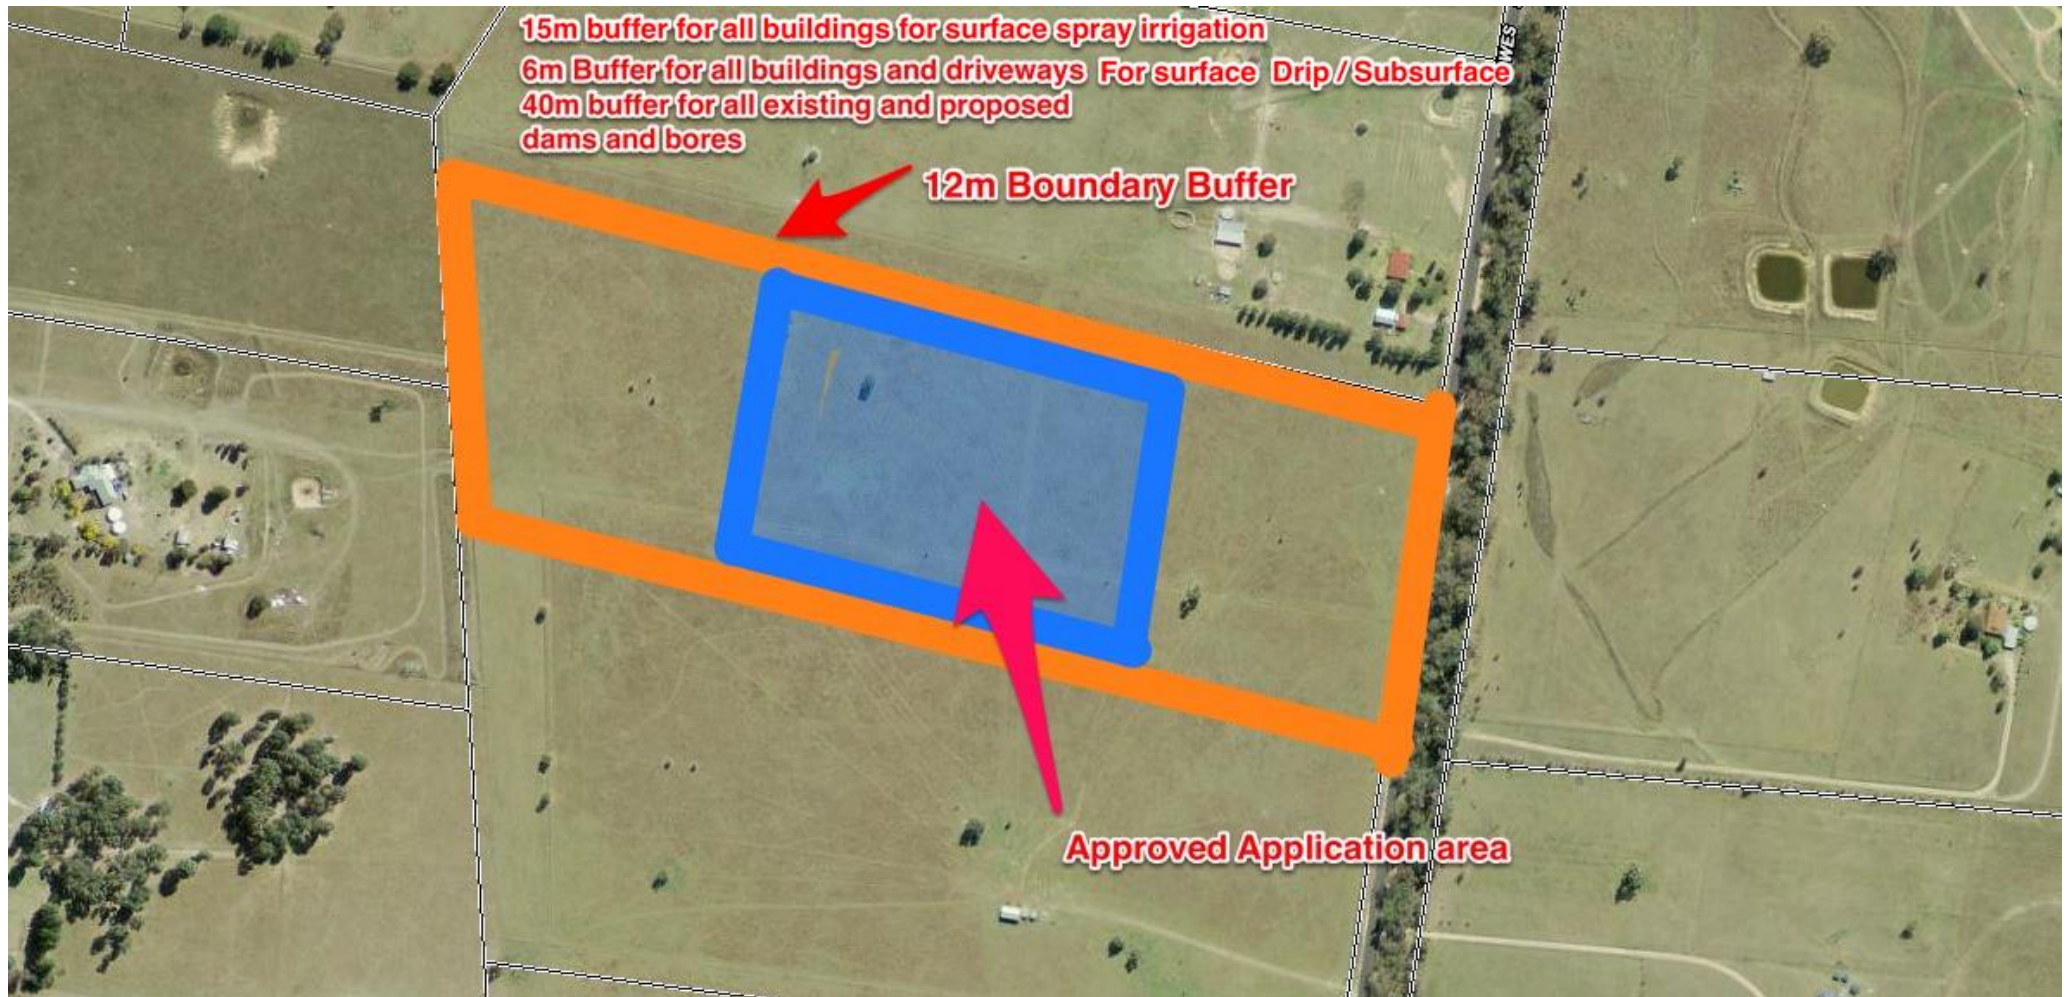 WES
15m buffer for all buildings for surface spray irrigation
6m Buffer for all buildings and driveways For surface Drip / Subsurface
40m buffer for all existing and proposed
dams and bores
12m Boundary Buffer
Approved Application area